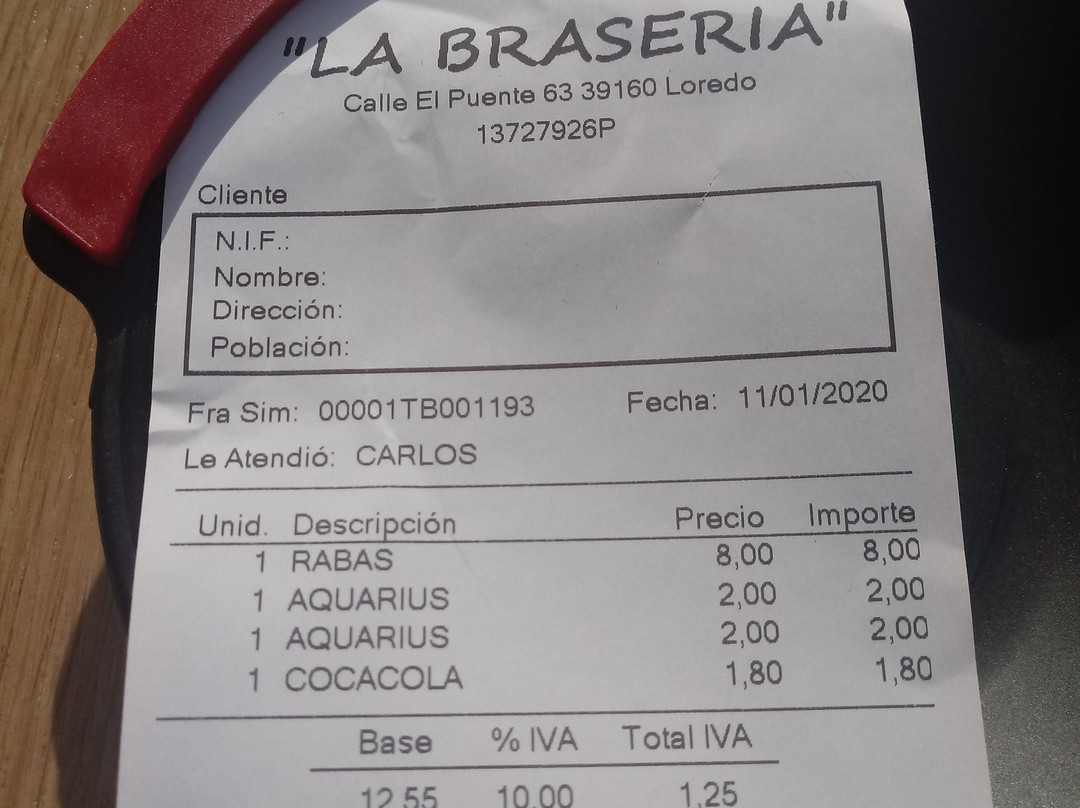 "LA BRASERIA"
Calle El Puente 63 39160 Loredo
13727926P
Cliente
N.I.F.:
Nombre:
Dirección:
Población:
Fra Sim: 00001TB001193 Fecha: 11/01/2020
Le Atendió: CARLOS
Unid. Descripción Precio Importe
1 RABAS 8,00 8,00
1 AQUARIUS 2,00 2,00
1 AQUARIUS 2,00 2,00
1 COCACOLA 1,80 1,80
Base % IVA Total IVA
12,55 10,00 1,25